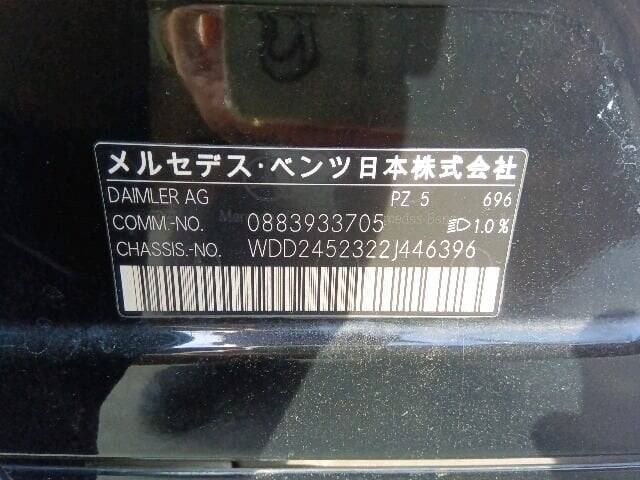 メルセデス・ベンツ日本株式会社
DAIMLER AG PZ 5 696
COMM.-NO. 0883933705 1.0 %
CHASSIS.-NO. WDD2452322J446396